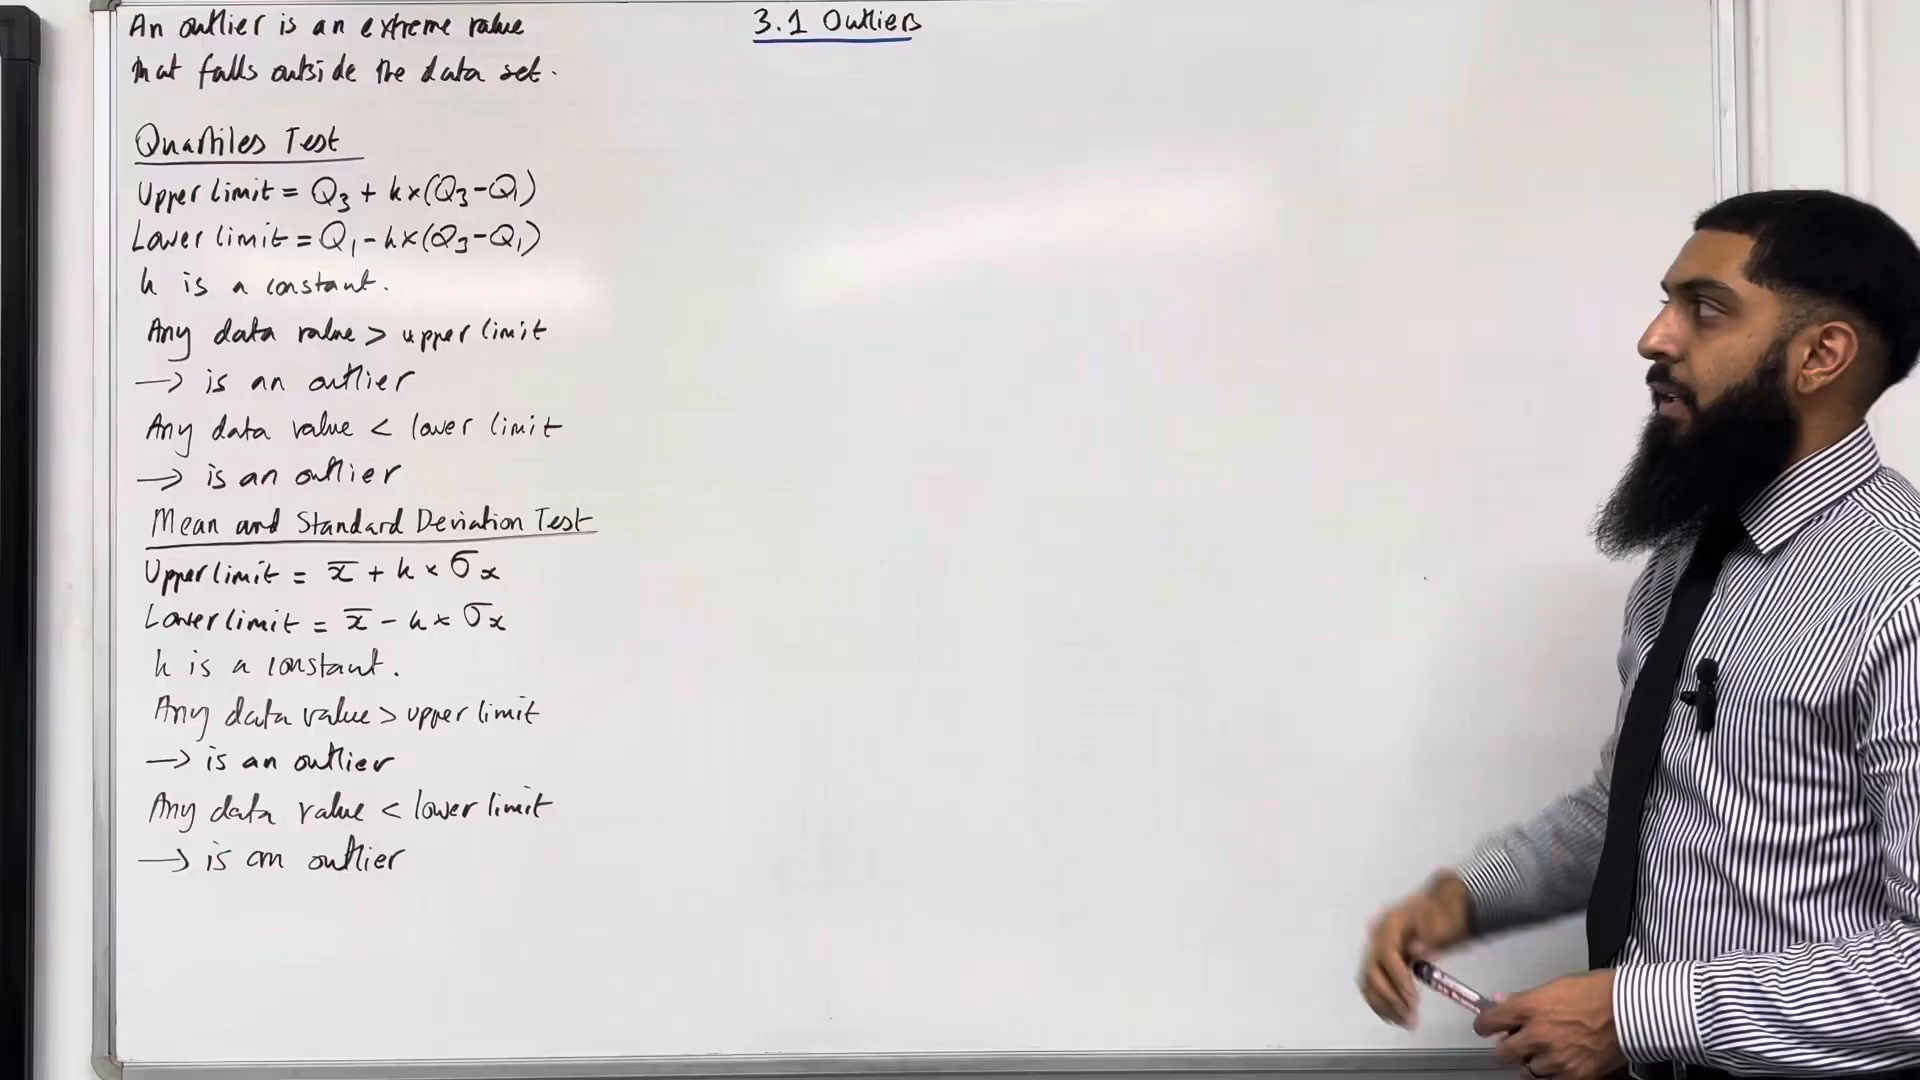 3.1 Outliers
An outlier is an extreme value
that falls outside the data set.
Quartiles Test
Upper limit = Q₃ + k×(Q₃-Q₁)
Lower limit = Q₁ - k×(Q₃-Q₁)
k is a constant.
Any data value > upper limit
→ is an outlier
Any data value < lower limit
→ is an outlier
Mean and Standard Deviation Test
Upper limit = x̄ + k × σx
Lower limit = x̄ - k × σx
k is a constant.
Any data value > upper limit
→ is an outlier
Any data value < lower limit
→ is an outlier